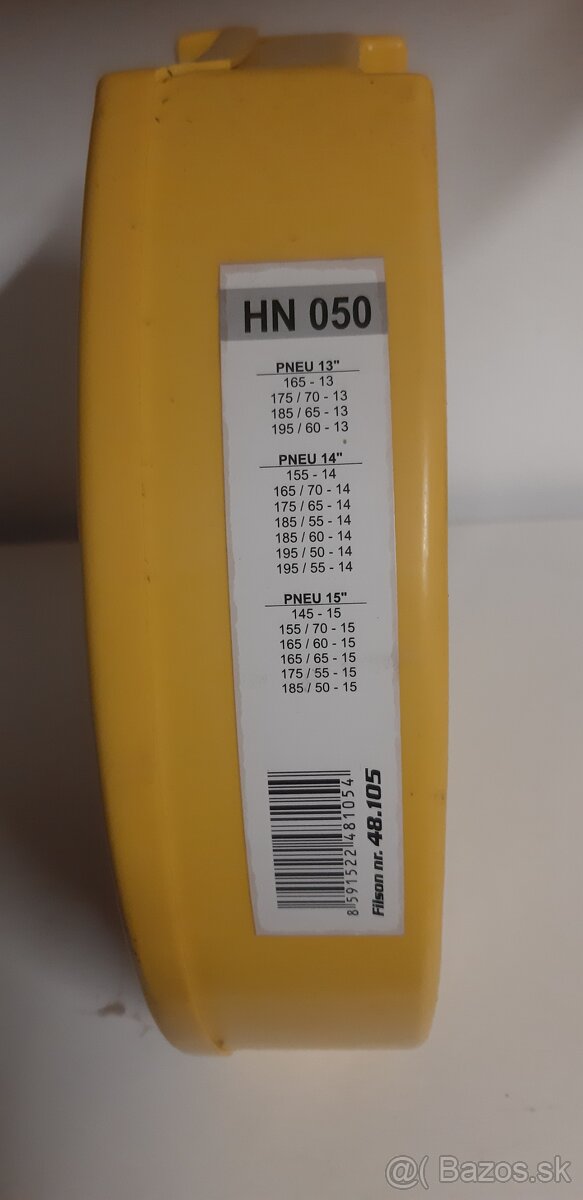 HN 050
PNEU 13"
165 - 13
175 / 70 - 13
185 / 65 - 13
195 / 60 - 13
PNEU 14"
155 - 14
165 / 70 - 14
175 / 65 - 14
185 / 55 - 14
185 / 60 - 14
195 / 50 - 14
195 / 55 - 14
PNEU 15"
145 - 15
155 / 70 - 15
165 / 60 - 15
165 / 65 - 15
175 / 55 - 15
185 / 50 - 15
8 591522 481054
Filson nr. 48.105
@( Bazos.sk